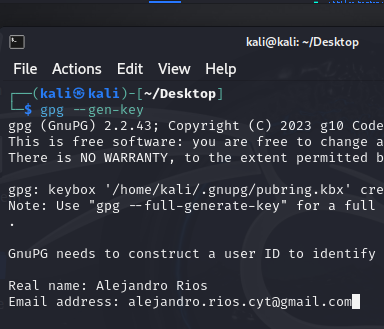 kali@kali: ~/Desktop
File Actions Edit View Help
┌──(kali㉿kali)-[~/Desktop]
└─$ gpg --gen-key
gpg (GnuPG) 2.2.43; Copyright (C) 2023 g10 Code
This is free software: you are free to change a
There is NO WARRANTY, to the extent permitted b
gpg: keybox '/home/kali/.gnupg/pubring.kbx' cre
Note: Use "gpg --full-generate-key" for a full
.
GnuPG needs to construct a user ID to identify
Real name: Alejandro Rios
Email address: alejandro.rios.cyt@gmail.com